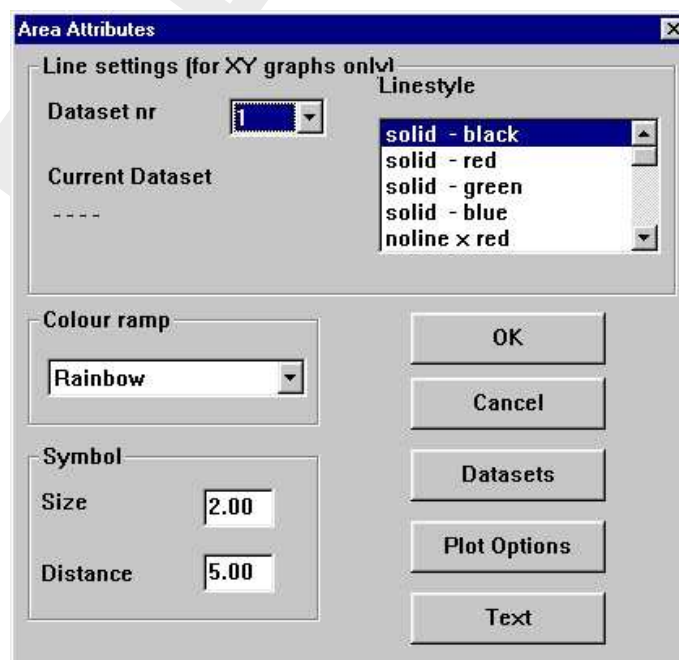 Area Attributes
Line settings (for XY graphs only)
Dataset nr
1
Linestyle
solid - black
solid - red
solid - green
solid - blue
noline x red
Current Dataset
- - - -
Colour ramp
Rainbow
Symbol
Size
2.00
Distance
5.00
OK
Cancel
Datasets
Plot Options
Text